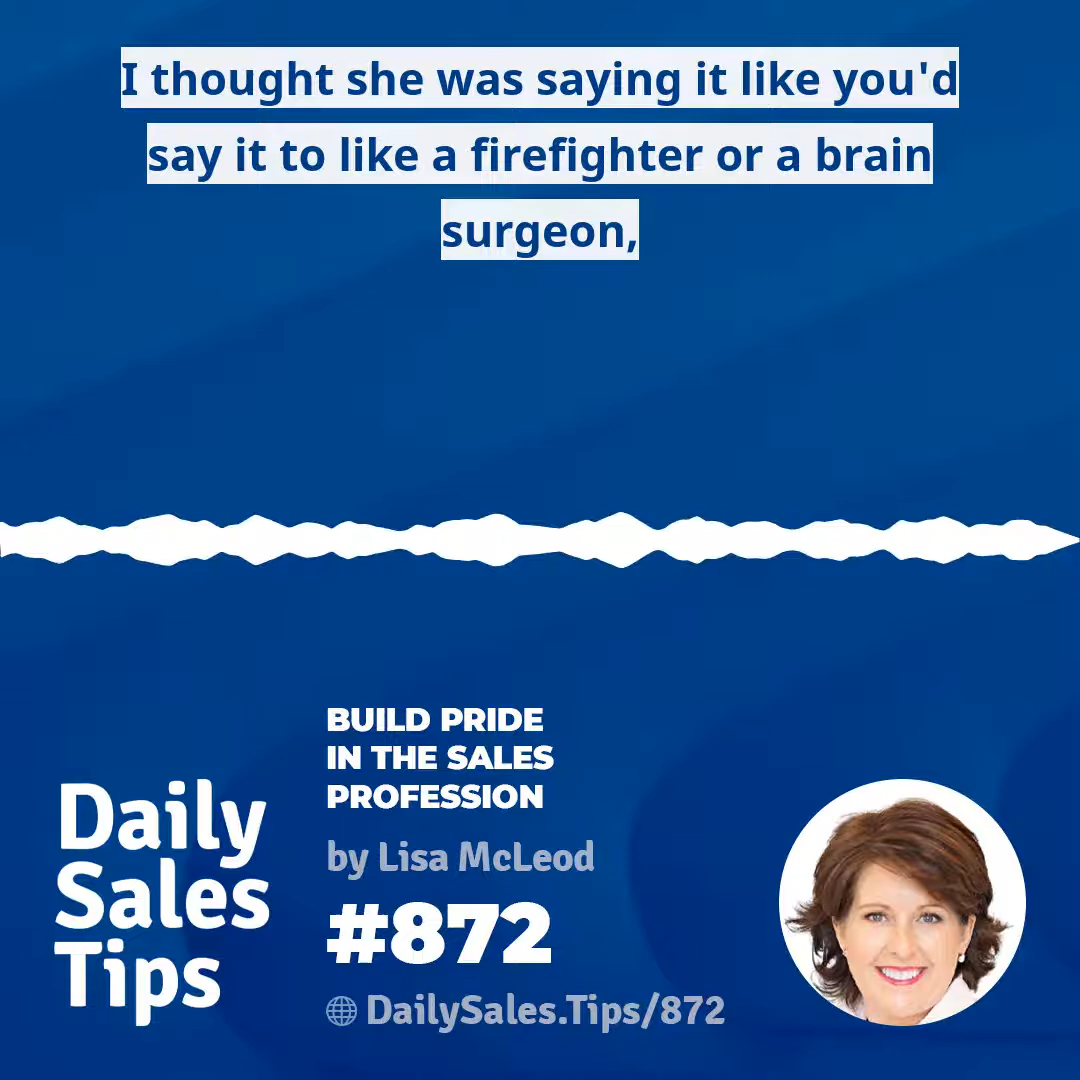 I thought she was saying it like you'd
say it to like a firefighter or a brain
surgeon,
BUILD PRIDE
IN THE SALES
PROFESSION
by Lisa McLeod
#872
DailySales.Tips/872
Daily
Sales
Tips